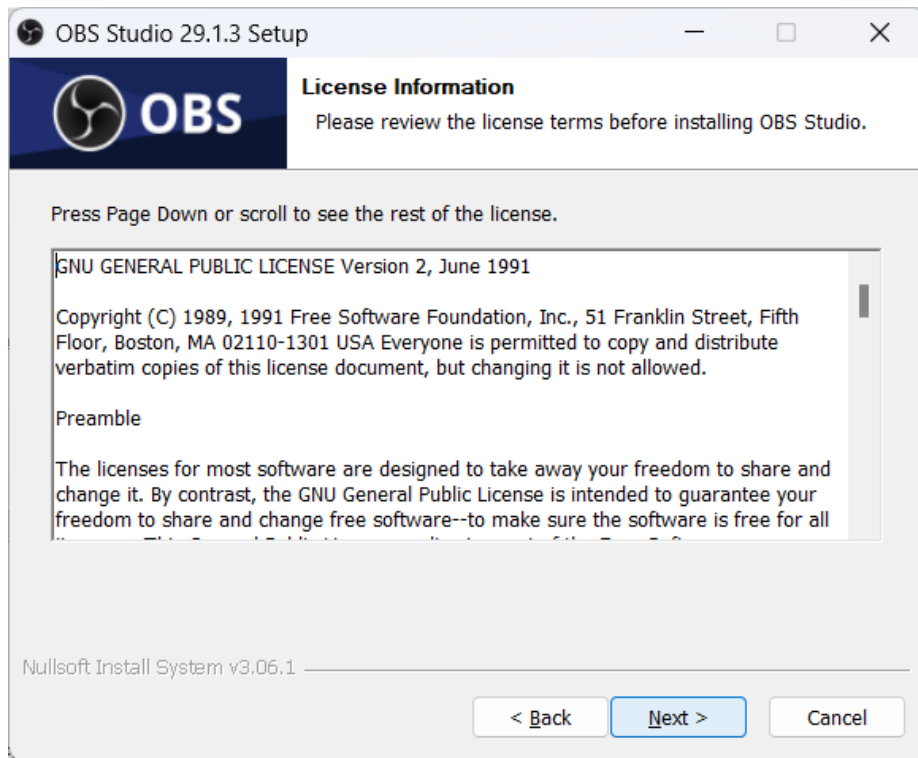 OBS Studio 29.1.3 Setup
OBS
License Information
Please review the license terms before installing OBS Studio.
Press Page Down or scroll to see the rest of the license.
GNU GENERAL PUBLIC LICENSE Version 2, June 1991
Copyright (C) 1989, 1991 Free Software Foundation, Inc., 51 Franklin Street, Fifth
Floor, Boston, MA 02110-1301 USA Everyone is permitted to copy and distribute
verbatim copies of this license document, but changing it is not allowed.
Preamble
The licenses for most software are designed to take away your freedom to share and
change it. By contrast, the GNU General Public License is intended to guarantee your
freedom to share and change free software--to make sure the software is free for all
Nullsoft Install System v3.06.1
< Back
Next >
Cancel